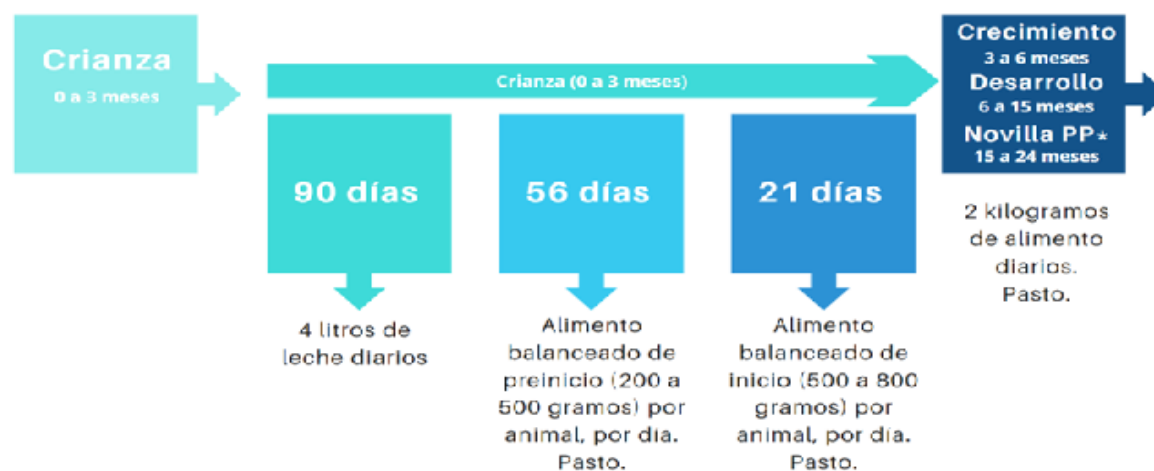 Crianza
0 a 3 meses
Crianza (0 a 3 meses)
Crecimiento
3 a 6 meses
Desarrollo
6 a 15 meses
Novilla PP*
15 a 24 meses
90 días
56 días
21 días
4 litros de
leche diarios
Alimento
balanceado de
preinicio (200 a
500 gramos) por
animal, por día.
Pasto.
Alimento
balanceado de
inicio (500 a 800
gramos) por
animal, por día.
Pasto.
2 kilogramos
de alimento
diarios.
Pasto.